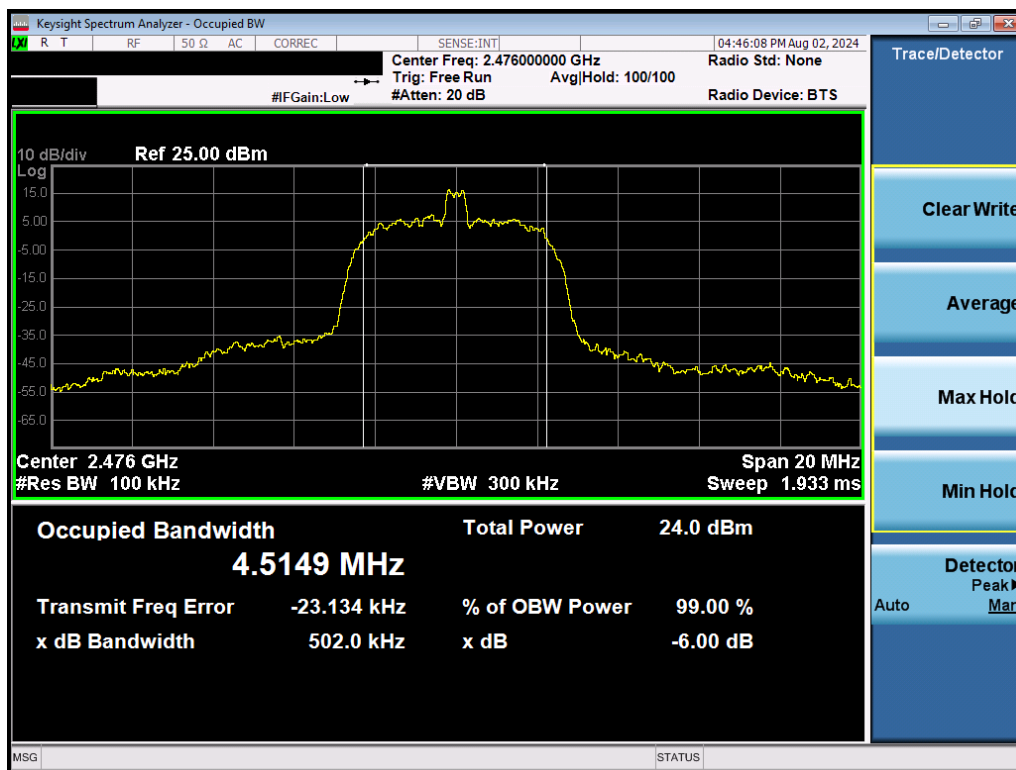 Keysight Spectrum Analyzer - Occupied BW
LXI R T RF 50 Ω AC CORREC SENSE:INT 04:46:08 PM Aug 02, 2024
Center Freq: 2.476000000 GHz Radio Std: None
Trig: Free Run Avg|Hold: 100/100
#IFGain:Low #Atten: 20 dB Radio Device: BTS
Trace/Detector
10 dB/div Ref 25.00 dBm
Log
15.0
5.00
-5.00
-15.0
-25.0
-35.0
-45.0
-55.0
-65.0
Center 2.476 GHz Span 20 MHz
#Res BW 100 kHz #VBW 300 kHz Sweep 1.933 ms
Occupied Bandwidth Total Power 24.0 dBm
4.5149 MHz
Transmit Freq Error -23.134 kHz % of OBW Power 99.00 %
x dB Bandwidth 502.0 kHz x dB -6.00 dB
Clear Write
Average
Max Hold
Min Hold
Detector
Peak
Auto Man
MSG STATUS